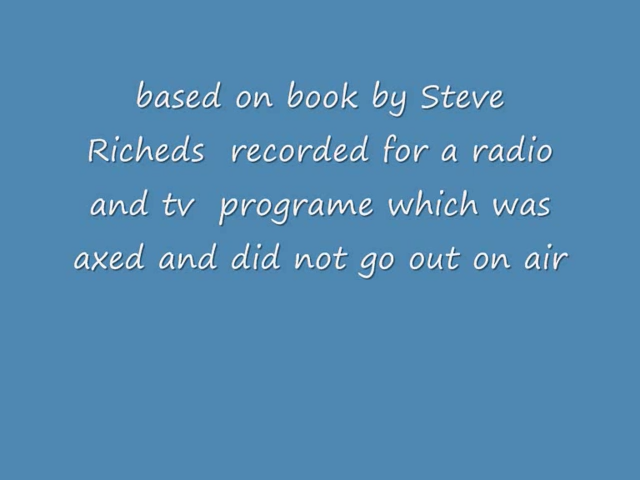 based on book by Steve
Richeds recorded for a radio
and tv programe which was
axed and did not go out on air